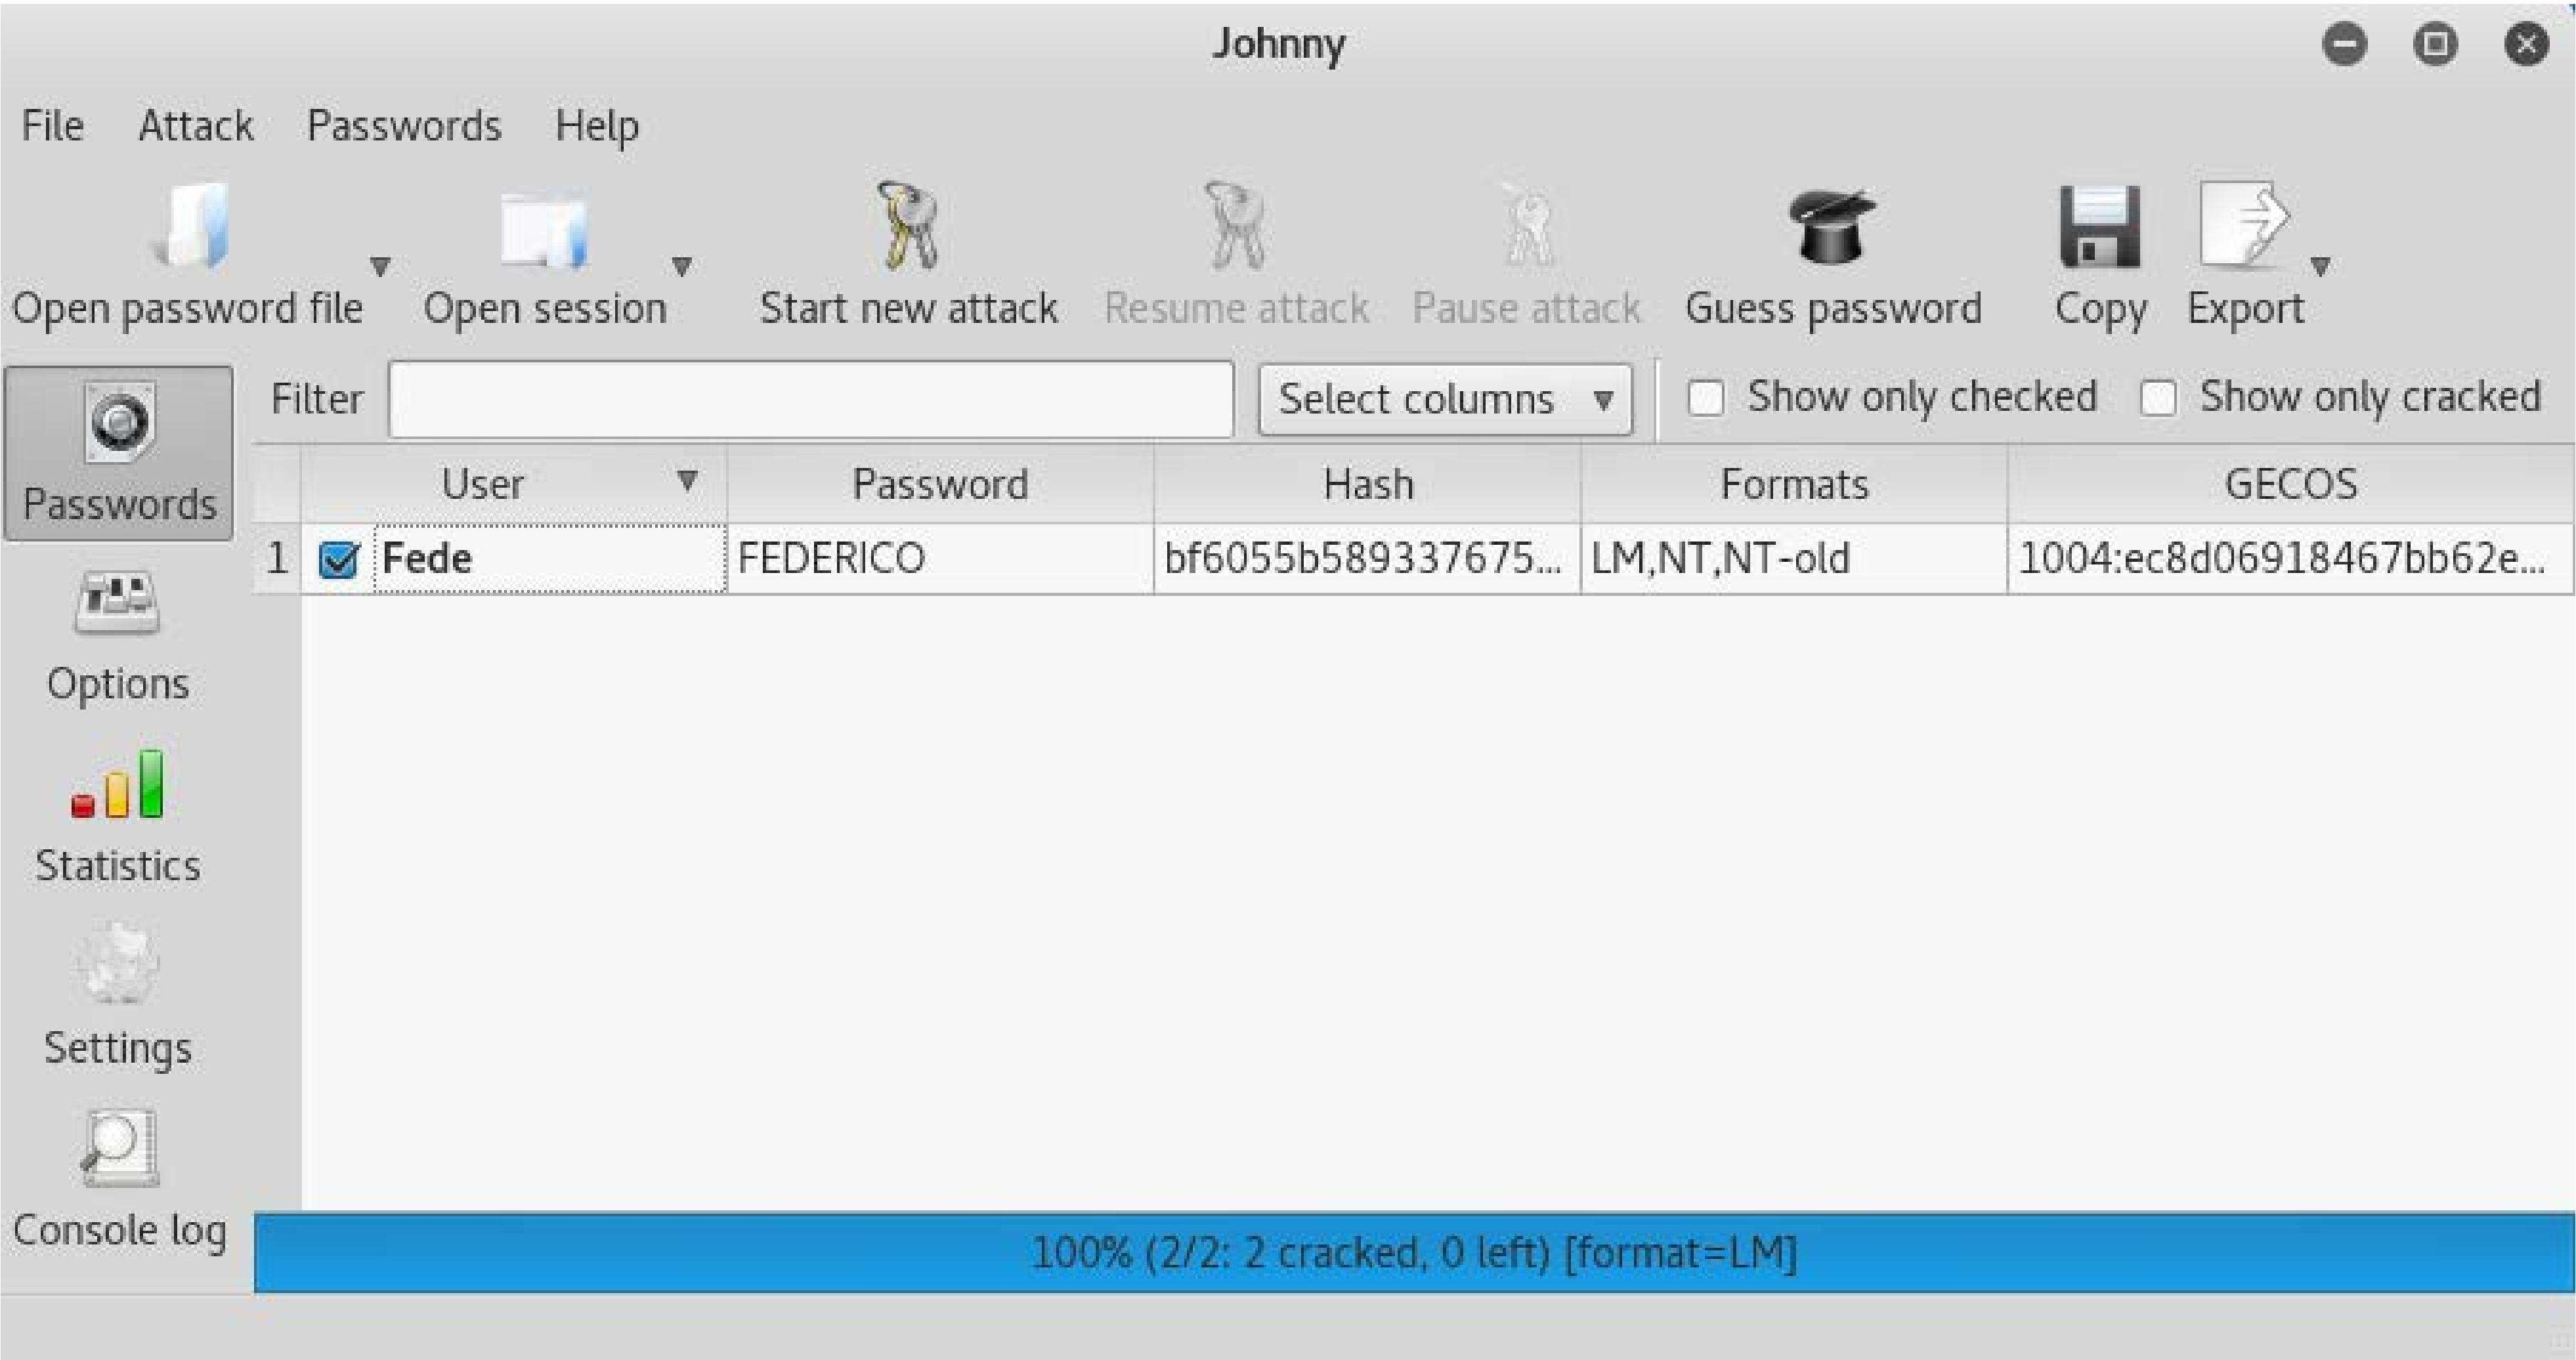 Johnny
File Attack Passwords Help
Open password file Open session Start new attack Resume attack Pause attack Guess password Copy Export
Passwords
Options
Statistics
Settings
Console log
Filter Select columns Show only checked Show only cracked
User Password Hash Formats GECOS
1 Fede FEDERICO bf6055b589337675... LM,NT,NT-old 1004:ec8d06918467bb62e...
100% (2/2: 2 cracked, 0 left) [format=LM]